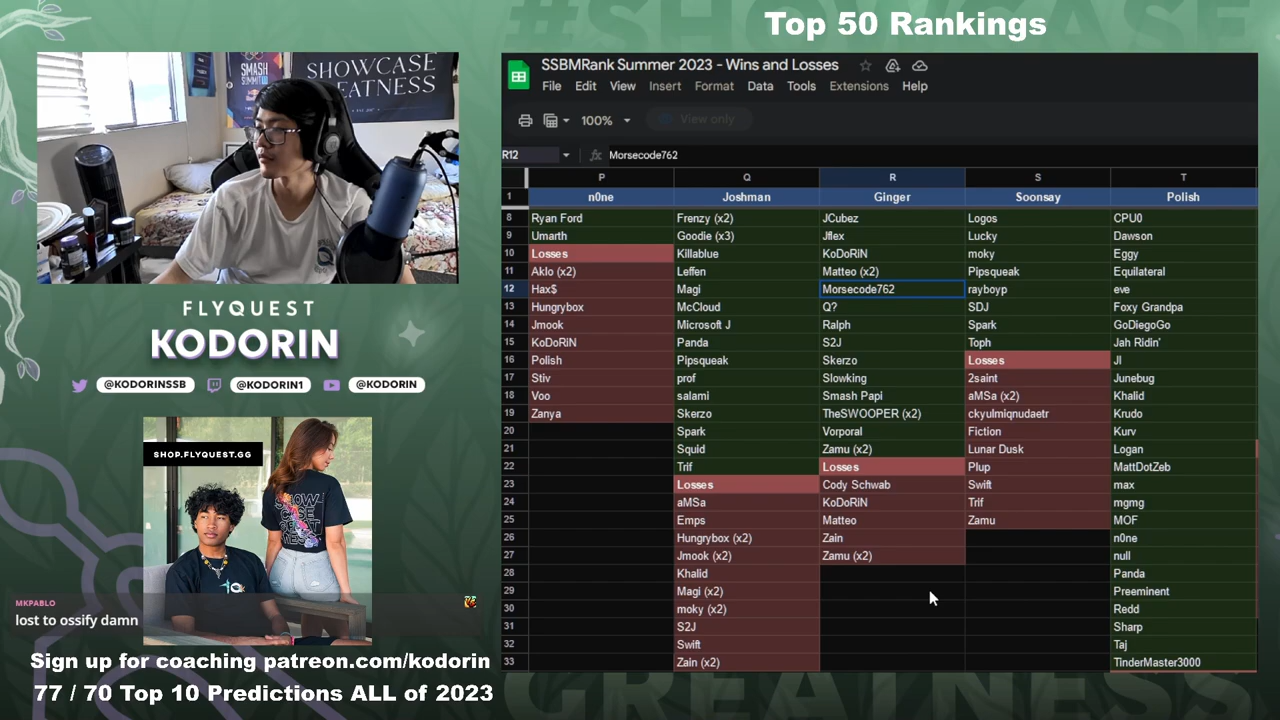 Top 50 Rankings
SMASH
SUMMIT
SHOWCASE
GREATNESS
SSBMRank Summer 2023 - Wins and Losses
File Edit View Insert Format Data Tools Extensions Help
100% View only
R12 fx Morsecode762
P Q R S T
1 n0ne Joshman Ginger Soonsay Polish
8 Ryan Ford Frenzy (x2) JCubez Logos CPU0
9 Umarth Goodie (x3) Jflex Lucky Dawson
10 Losses Killablue KoDoRiN moky Eggy
11 Aklo (x2) Leffen Matteo (x2) Pipsqueak Equilateral
12 Hax$ Magi Morsecode762 rayboyp eve
13 Hungrybox McCloud Q? SDJ Foxy Grandpa
14 Jmook Microsoft J Ralph Spark GoDiegoGo
15 KoDoRiN Panda S2J Toph Jah Ridin'
16 Polish Pipsqueak Skerzo Losses JI
17 Stiv prof Slowking 2saint Junebug
18 Voo salami Smash Papi aMSa (x2) Khalid
19 Zanya Skerzo TheSWOOPER (x2) ckyulmiqnudaetr Krudo
20 Spark Vorporal Fiction Kurv
21 Squid Zamu (x2) Lunar Dusk Logan
22 Trif Losses Plup MattDotZeb
23 Losses Cody Schwab Swift max
24 aMSa KoDoRiN Trif mgmg
25 Emps Matteo Zamu MOF
26 Hungrybox (x2) Zain n0ne
27 Jmook (x2) Zamu (x2) null
28 Khalid Panda
29 Magi (x2) Preeminent
30 moky (x2) Redd
31 S2J Sharp
32 Swift Taj
33 Zain (x2) TinderMaster3000
FLYQUEST
KODORIN
@KODORINSSB @KODORIN1 @KODORIN
SHOP.FLYQUEST.GG
MKPABLO
lost to ossify damn
Sign up for coaching patreon.com/kodorin
77 / 70 Top 10 Predictions ALL of 2023
#SHOWCASE
GREATNESS